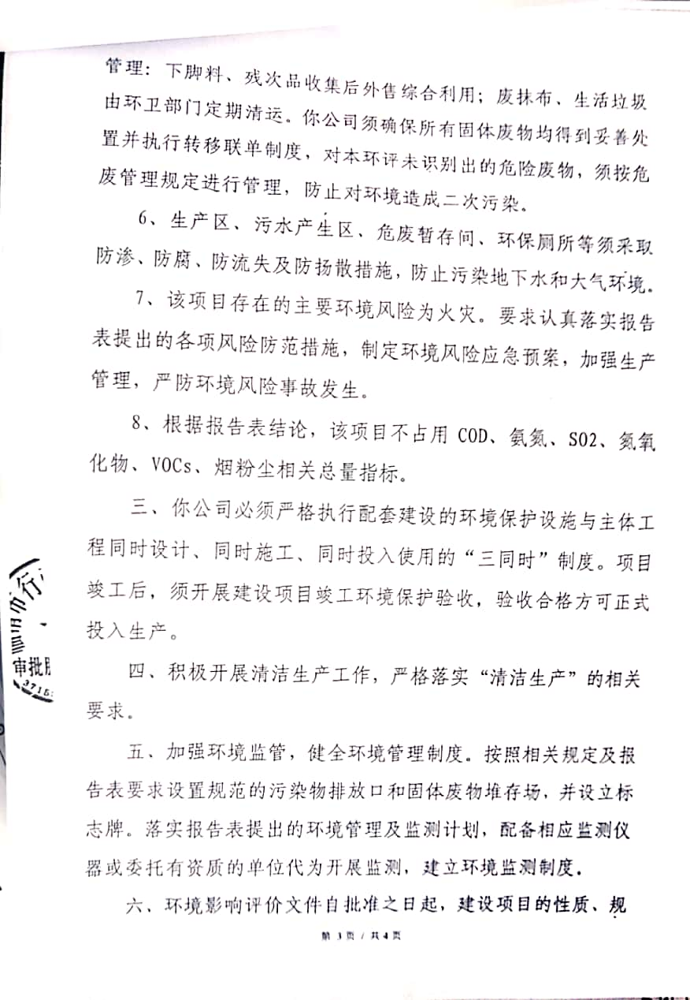 管理：下脚料、残次品收集后外售综合利用；废抹布、生活垃圾
由环卫部门定期清运。你公司须确保所有固体废物均得到妥善处
置并执行转移联单制度，对本环评未识别出的危险废物，须按危
废管理规定进行管理，防止对环境造成二次污染。
6、生产区、污水产生区、危废暂存间、环保厕所等须采取
防渗、防腐、防流失及防扬散措施，防止污染地下水和大气环境。
7、该项目存在的主要环境风险为火灾。要求认真落实报告
表提出的各项风险防范措施，制定环境风险应急预案，加强生产
管理，严防环境风险事故发生。
8、根据报告表结论，该项目不占用 COD、氨氮、SO2、氮氧
化物、VOCs、烟粉尘相关总量指标。
三、你公司必须严格执行配套建设的环境保护设施与主体工
程同时设计、同时施工、同时投入使用的“三同时”制度。项目
竣工后，须开展建设项目竣工环境保护验收，验收合格方可正式
投入生产。
四、积极开展清洁生产工作，严格落实“清洁生产”的相关
要求。
五、加强环境监管，健全环境管理制度。按照相关规定及报
告表要求设置规范的污染物排放口和固体废物堆存场，并设立标
志牌。落实报告表提出的环境管理及监测计划，配备相应监测仪
器或委托有资质的单位代为开展监测，建立环境监测制度。
六、环境影响评价文件自批准之日起，建设项目的性质、规
第 3 页 / 共 4 页
行
审批
3715